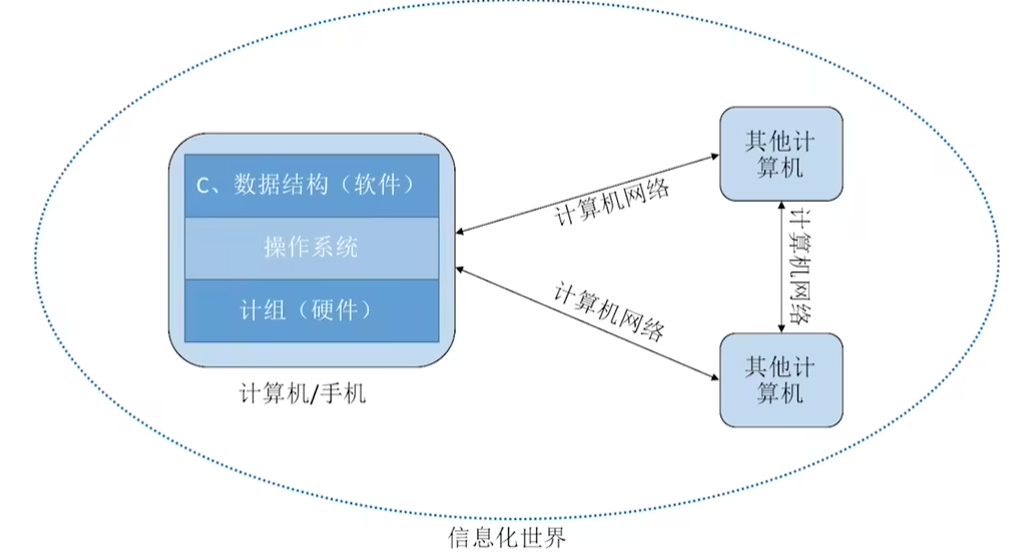 C、数据结构（软件）
操作系统
计组（硬件）
计算机/手机
计算机网络
计算机网络
其他计
算机
计算机网络
其他计
算机
信息化世界